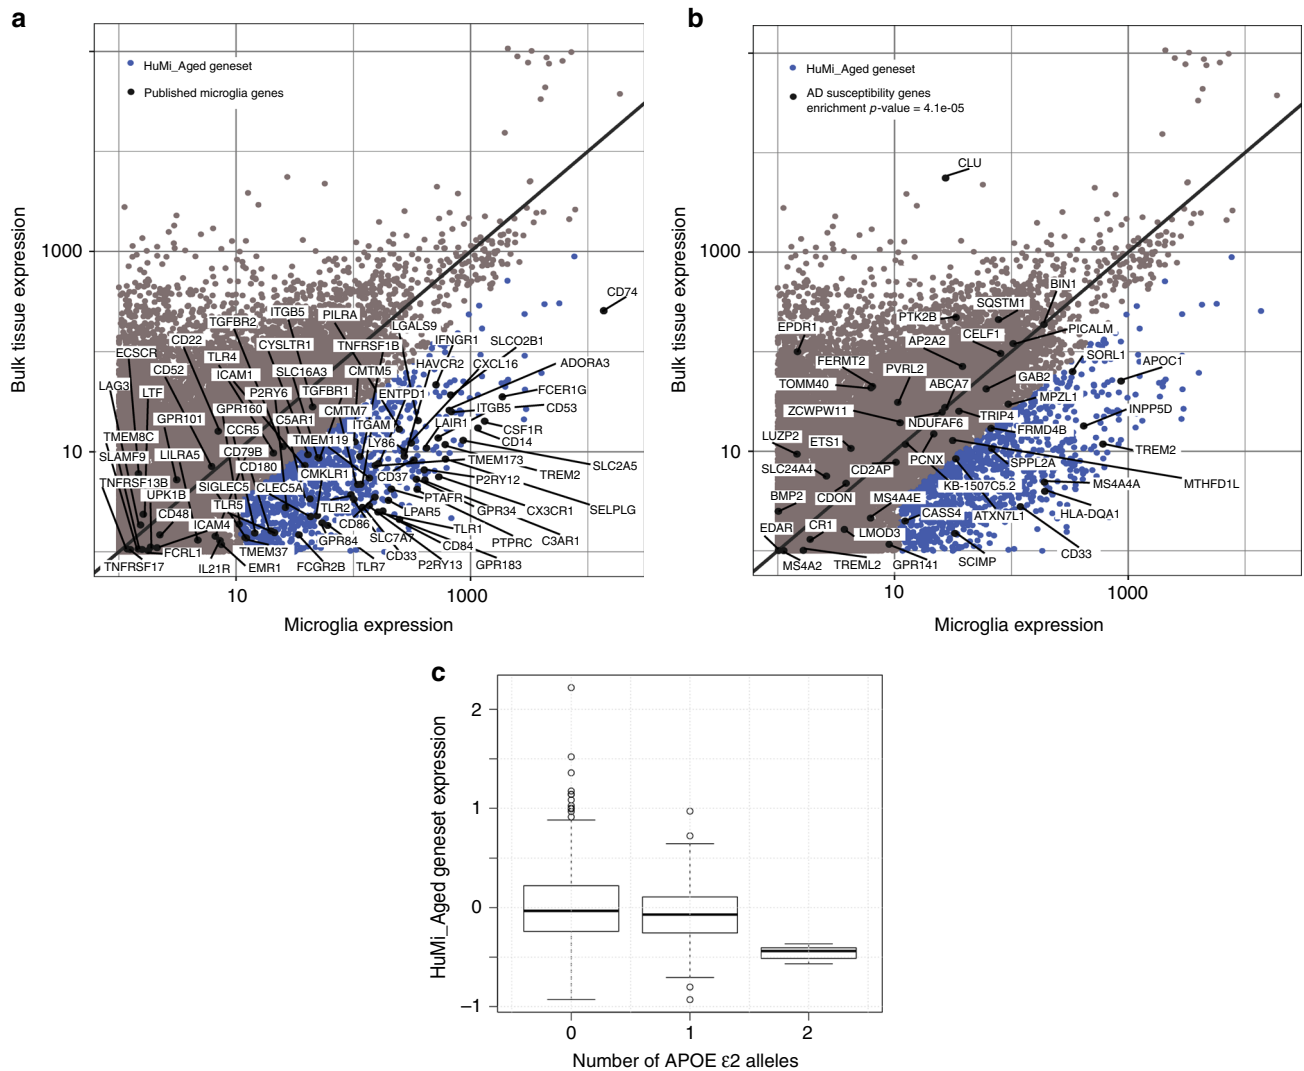 a
HuMi_Aged geneset
Published microglia genes
CD74
ITGB5
PILRA
TGFBR2
LGALS9
CD22
CYSLTR1
TNFRSF1B
IFNGR1
SLCO2B1
ECSCR
TLR4
HAVCR2
CXCL16
ADORA3
CD52
ICAM1
SLC16A3
CMTM5
LAG3
LTF
P2RY6
TGFBR1
ENTPD1
FCER1G
GPR160
CMTM7
ITGB5
CD53
GPR101
C5AR1
ITGAM
LAIR1
CSF1R
TMEM8C
CCR5
TMEM119
LY86
CD14
SLAMF9
LILRA5
CD79B
TMEM173
SLC2A5
CD180
CMKLR1
CD37
P2RY12
TREM2
TNFRSF13B
SIGLEC5
CLEC5A
UPK1B
PTAFR
TLR5
TLR2
LPAR5
GPR34
CX3CR1
SELPLG
CD48
ICAM4
CD86
TLR1
SLC7A7
GPR84
PTPRC
C3AR1
FCRL1
TMEM37
CD33
CD84
TNFRSF17
IL21R
EMR1
FCGR2B
TLR7
P2RY13
GPR183
1000
10
10
1000
Bulk tissue expression
Microglia expression
b
HuMi_Aged geneset
AD susceptibility genes
enrichment p-value = 4.1e-05
CLU
BIN1
SQSTM1
PTK2B
EPDR1
CELF1
PICALM
AP2A2
SORL1
FERMT2
PVRL2
APOC1
TOMM40
ABCA7
GAB2
MPZL1
ZCWPW11
TRIP4
INPP5D
NDUFAF6
FRMD4B
LUZP2
ETS1
TREM2
PCNX
SPPL2A
SLC24A4
CD2AP
KB-1507C5.2
MS4A4A
MTHFD1L
BMP2
CDON
MS4A4E
CASS4
ATXN7L1
HLA-DQA1
EDAR
CR1
LMOD3
CD33
MS4A2
TREML2
GPR141
SCIMP
1000
10
10
1000
Bulk tissue expression
Microglia expression
c
2
1
0
−1
0
1
2
HuMi_Aged geneset expression
Number of APOE ε2 alleles